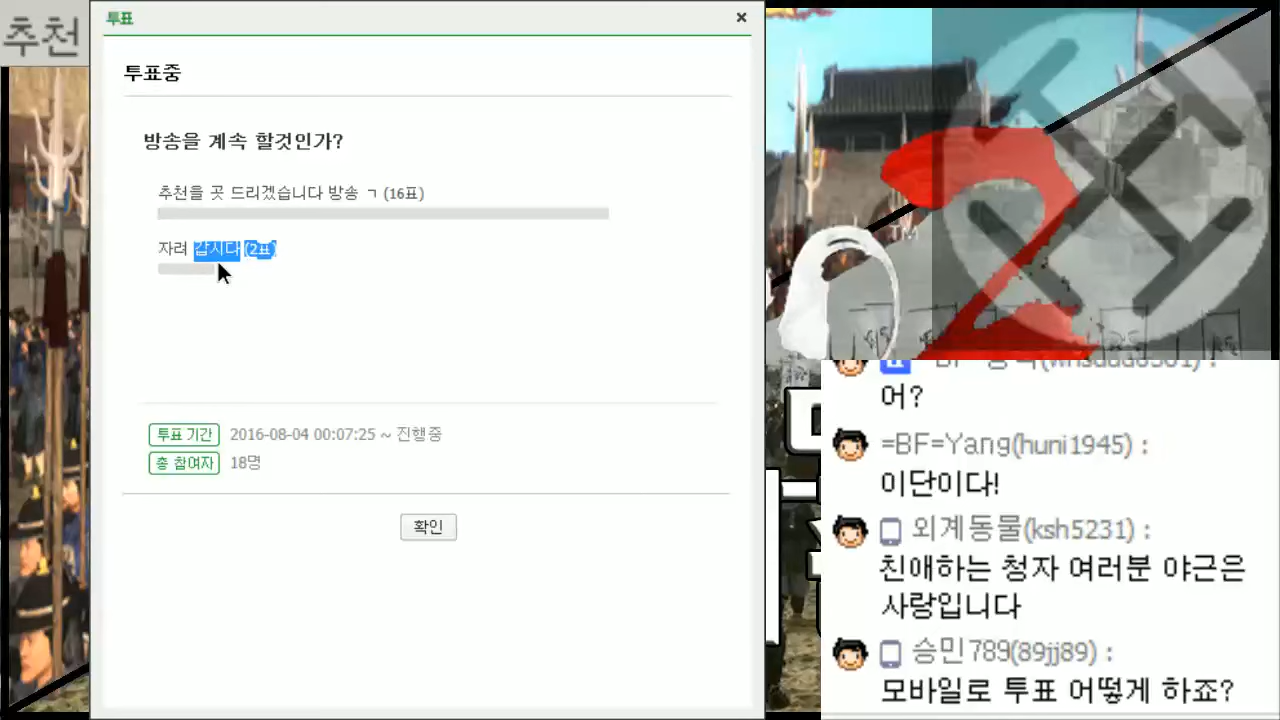 추천
투표
투표중
방송을 계속 할것인가?
추천을 곳 드리겠습니다 방송 ㄱ (16표)
자려 갑시다 (2표)
투표 기간 2016-08-04 00:07:25 ~ 진행중
총 참여자 18명
확인
TM
어?
=BF=Yang(huni1945) :
이단이다!
외계동물(ksh5231) :
친애하는 청자 여러분 야근은
사랑입니다
승민789(89jj89) :
모바일로 투표 어떻게 하죠?